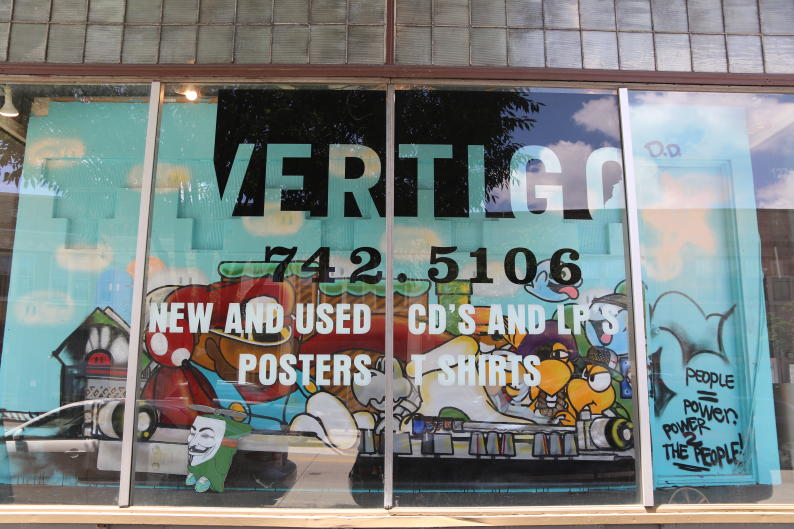 VERTIGO
D.D.
742.5106
NEW AND USED CD'S AND LP'S
POSTERS T SHIRTS
PEOPLE
=
POWER.
POWER
2
THE PEOPLE!